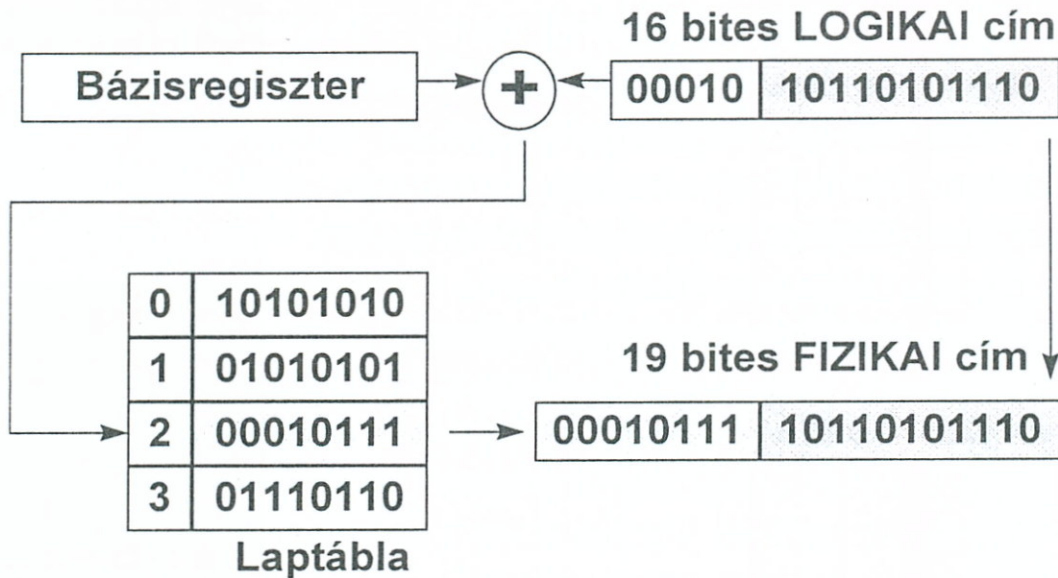 16 bites LOGIKAI cím
Bázisregiszter + 00010 10110101110
0 10101010
1 01010101
19 bites FIZIKAI cím
2 00010111 00010111 10110101110
3 01110110
Laptábla